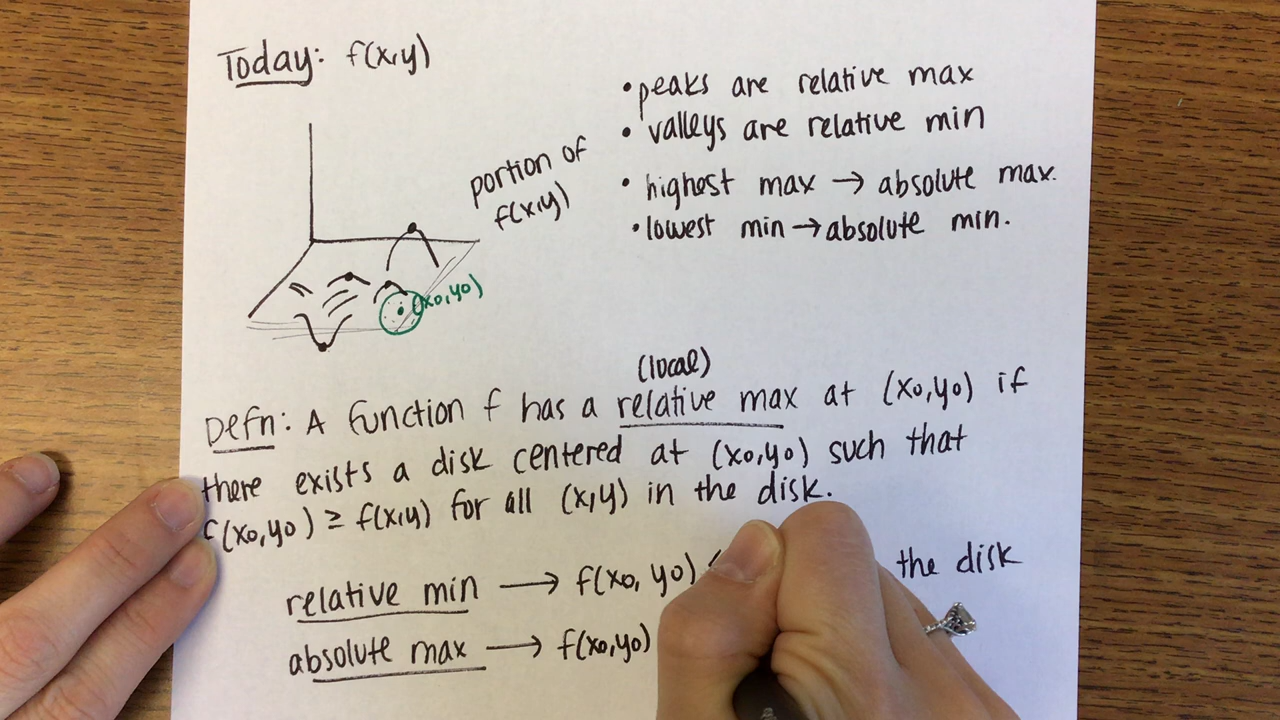 Today: f(x,y)
• peaks are relative max
• valleys are relative min
• highest max → absolute max.
• lowest min → absolute min.
portion of
f(x,y)
(x0,y0)
(local)
Defn: A function f has a relative max at (x0,y0) if
there exists a disk centered at (x0,y0) such that
f(x0,y0) ≥ f(x,y) for all (x,y) in the disk.
relative min → f(x0,y0) the disk
absolute max → f(x0,y0)